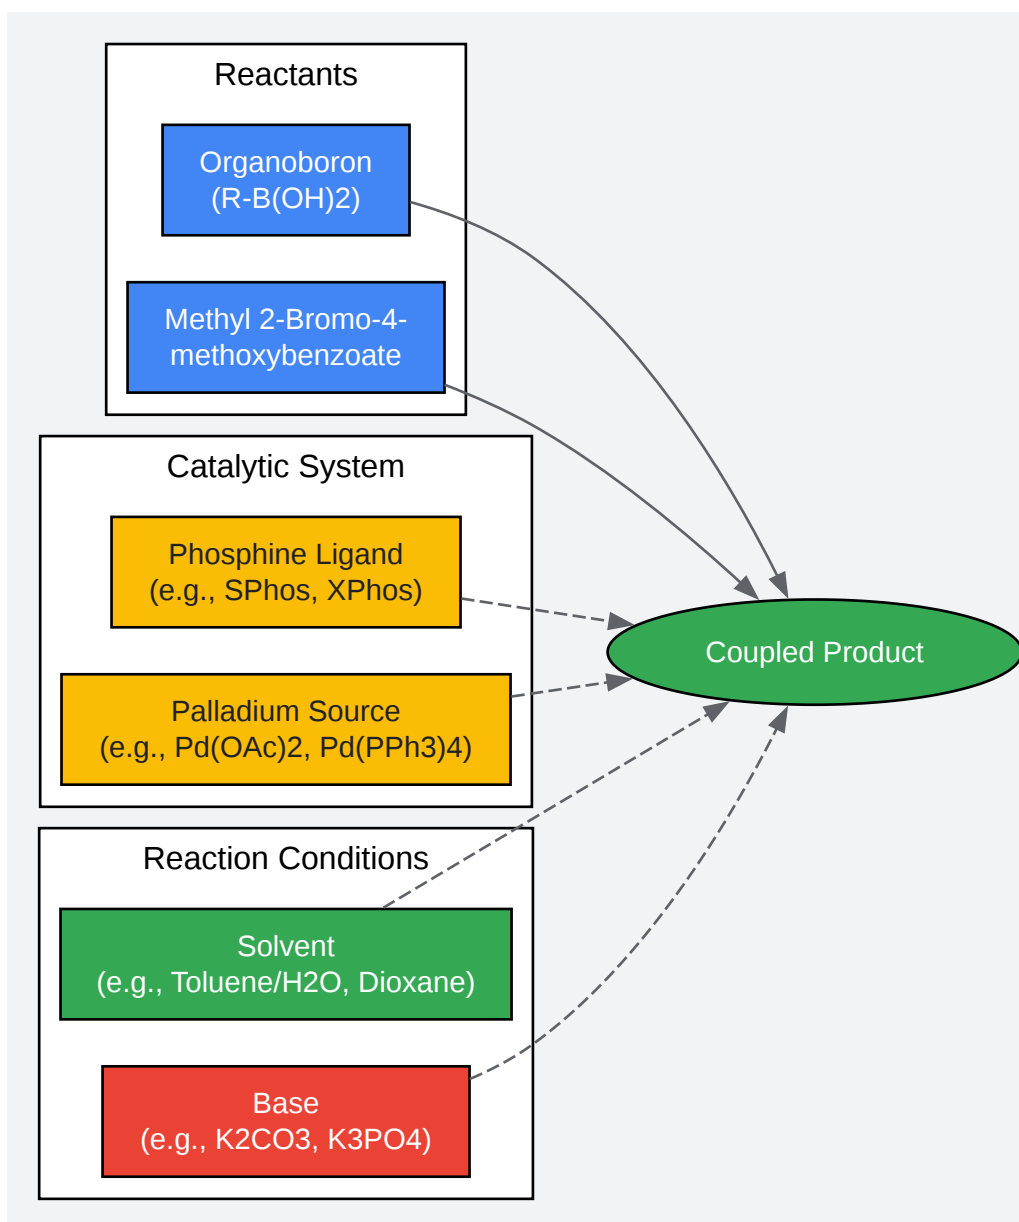 Reactants
Organoboron
(R-B(OH)2)
Methyl 2-Bromo-4-
methoxybenzoate
Catalytic System
Phosphine Ligand
(e.g., SPhos, XPhos)
Palladium Source
(e.g., Pd(OAc)2, Pd(PPh3)4)
Coupled Product
Reaction Conditions
Solvent
(e.g., Toluene/H2O, Dioxane)
Base
(e.g., K2CO3, K3PO4)